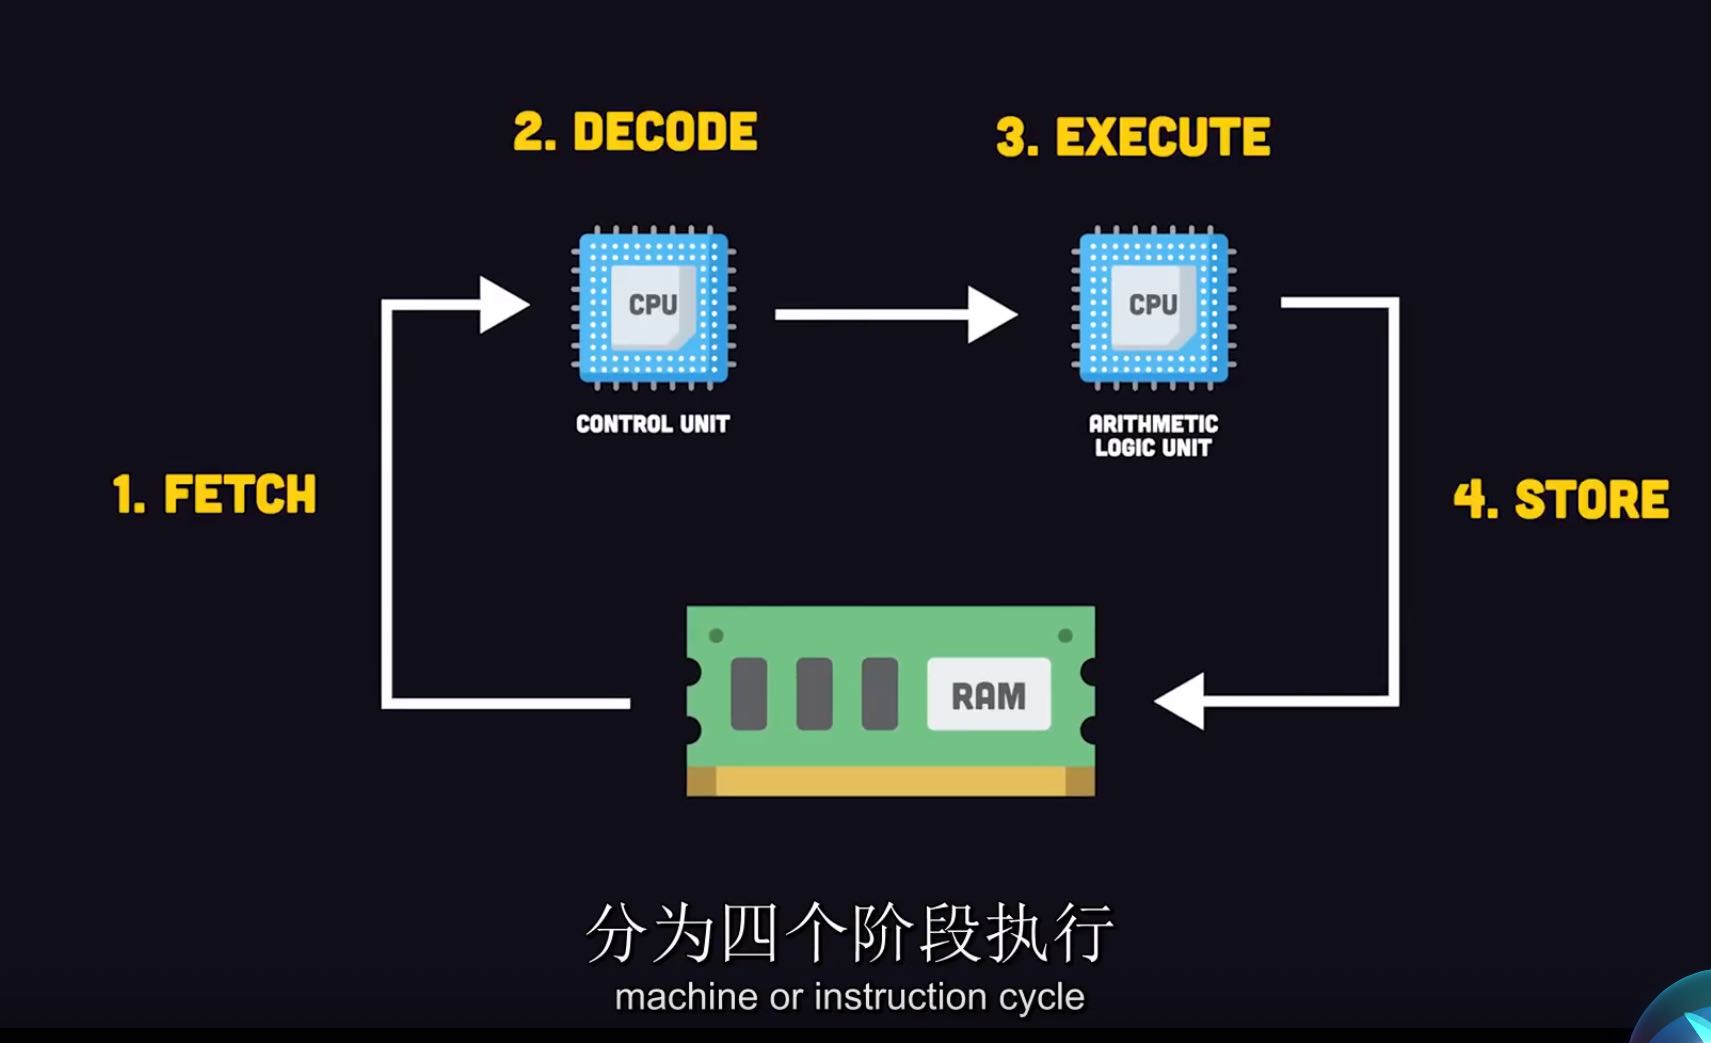 2. DECODE
3. EXECUTE
CPU
CPU
CONTROL UNIT
ARITHMETIC
LOGIC UNIT
1. FETCH
4. STORE
RAM
分为四个阶段执行
machine or instruction cycle